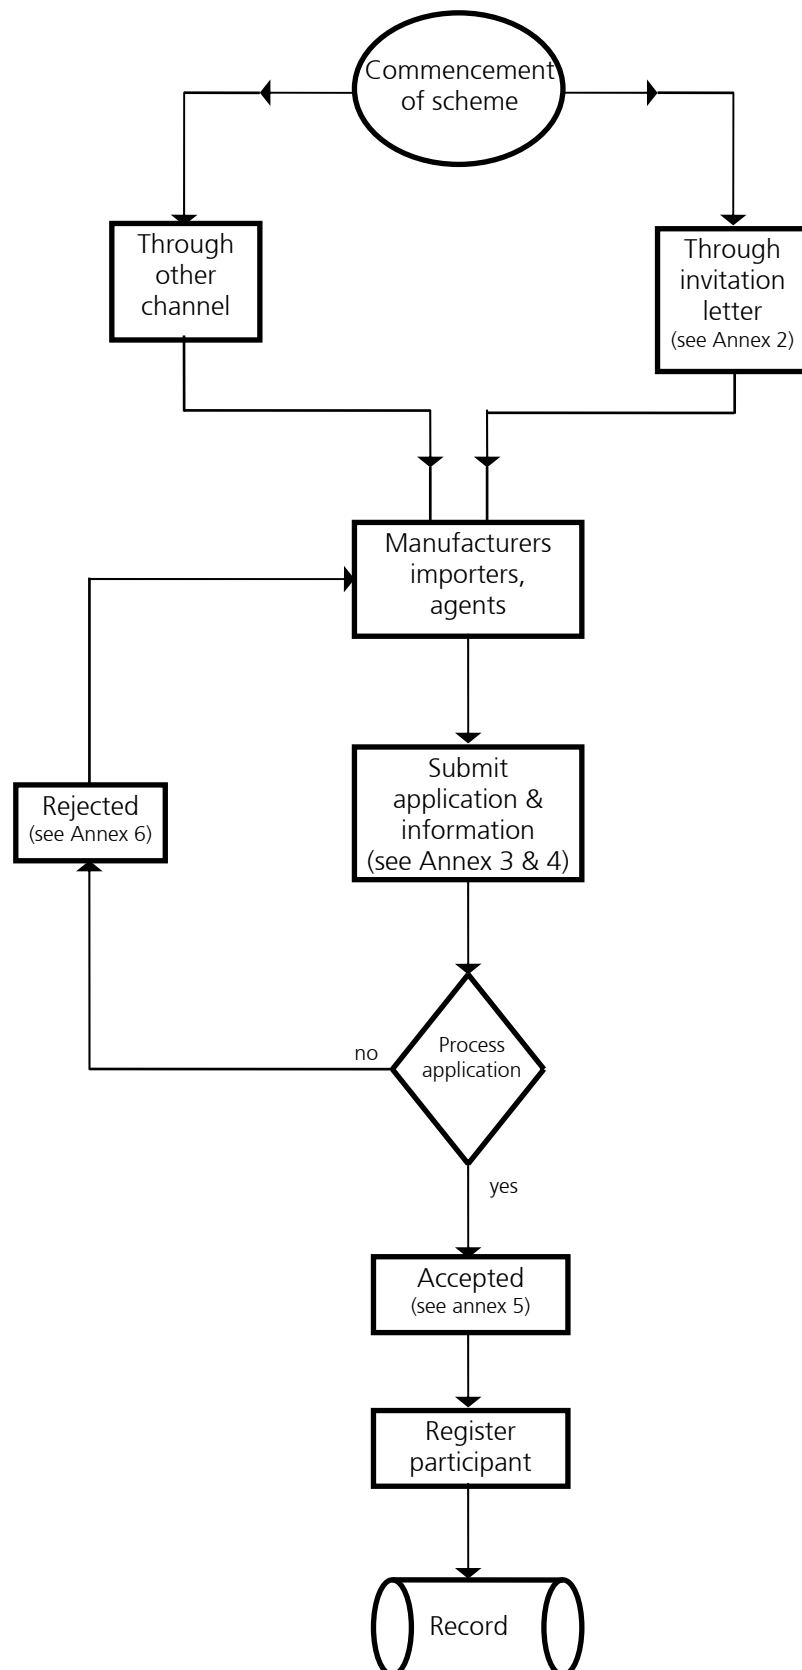 Commencement
of scheme
Through
other
channel
Through
invitation
letter
(see Annex 2)
Manufacturers
importers,
agents
Submit
application &
information
(see Annex 3 & 4)
Rejected
(see Annex 6)
Process
application
no
yes
Accepted
(see annex 5)
Register
participant
Record